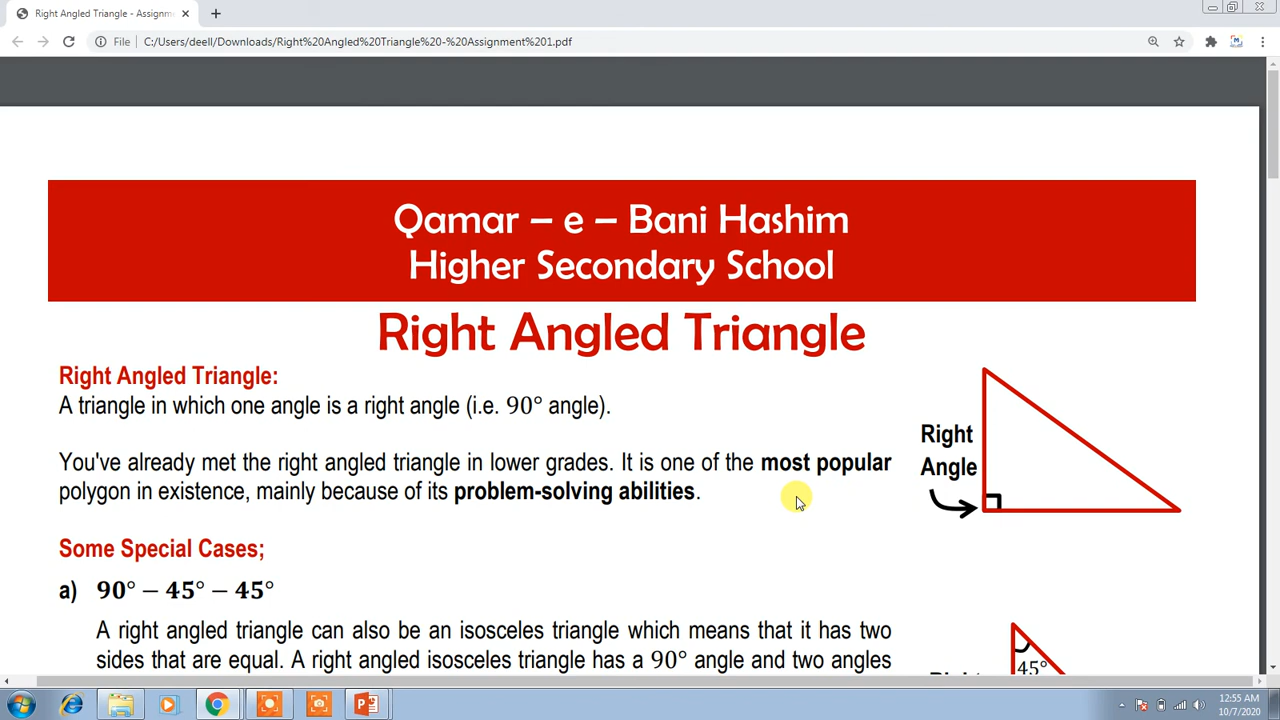 Right Angled Triangle - Assignm
File
C:/Users/deell/Downloads/Right%20Angled%20Triangle%20-%20Assignment%201.pdf
Qamar – e – Bani Hashim
Higher Secondary School
Right Angled Triangle
Right Angled Triangle:
A triangle in which one angle is a right angle (i.e. 90° angle).
You've already met the right angled triangle in lower grades. It is one of the most popular
polygon in existence, mainly because of its problem-solving abilities.
Right
Angle
Some Special Cases;
a) 90° – 45° – 45°
A right angled triangle can also be an isosceles triangle which means that it has two
sides that are equal. A right angled isosceles triangle has a 90° angle and two angles
45°
12:55 AM
10/7/2020